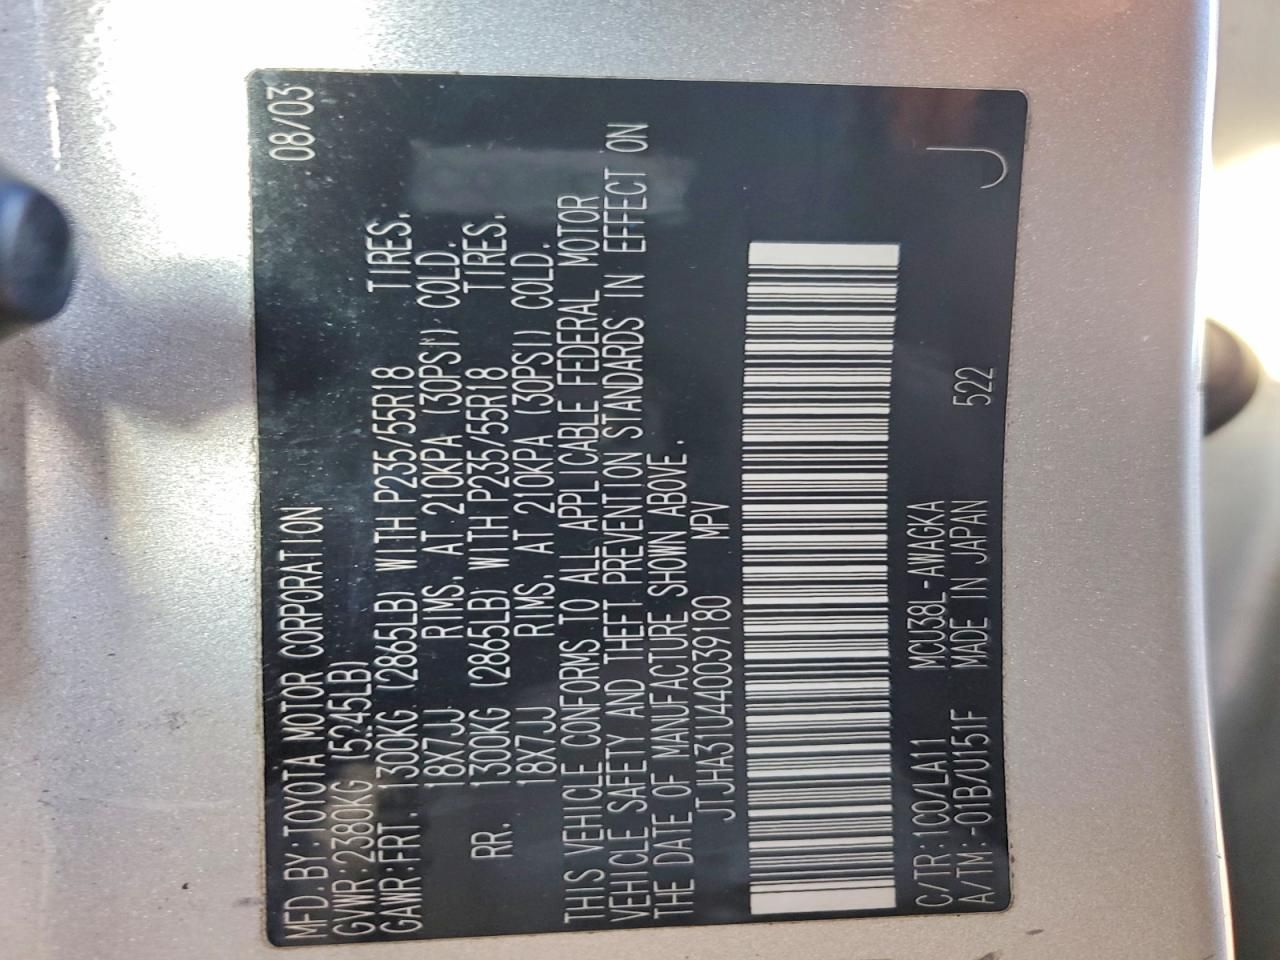 MFD.BY:TOYOTA MOTOR CORPORATION 08/03
GVWR:2380KG (5245LB)
GAWR:FRT. 1300KG (2865LB) WITH P235/55R18 TIRES.
18X7JJ RIMS. AT 210KPA (30PSI) COLD.
RR. 1300KG (2865LB) WITH P235/55R18 TIRES.
18X7JJ RIMS. AT 210KPA (30PSI) COLD.
THIS VEHICLE CONFORMS TO ALL APPLICABLE FEDERAL MOTOR
VEHICLE SAFETY AND THEFT PREVENTION STANDARDS IN EFFECT ON
THE DATE OF MANUFACTURE SHOWN ABOVE.
JTJHA31U440039180 MPV
C/TR:1C0/LA11 MCU38L-AWAGKA 522
A/TM:-01B/U151F MADE IN JAPAN
J